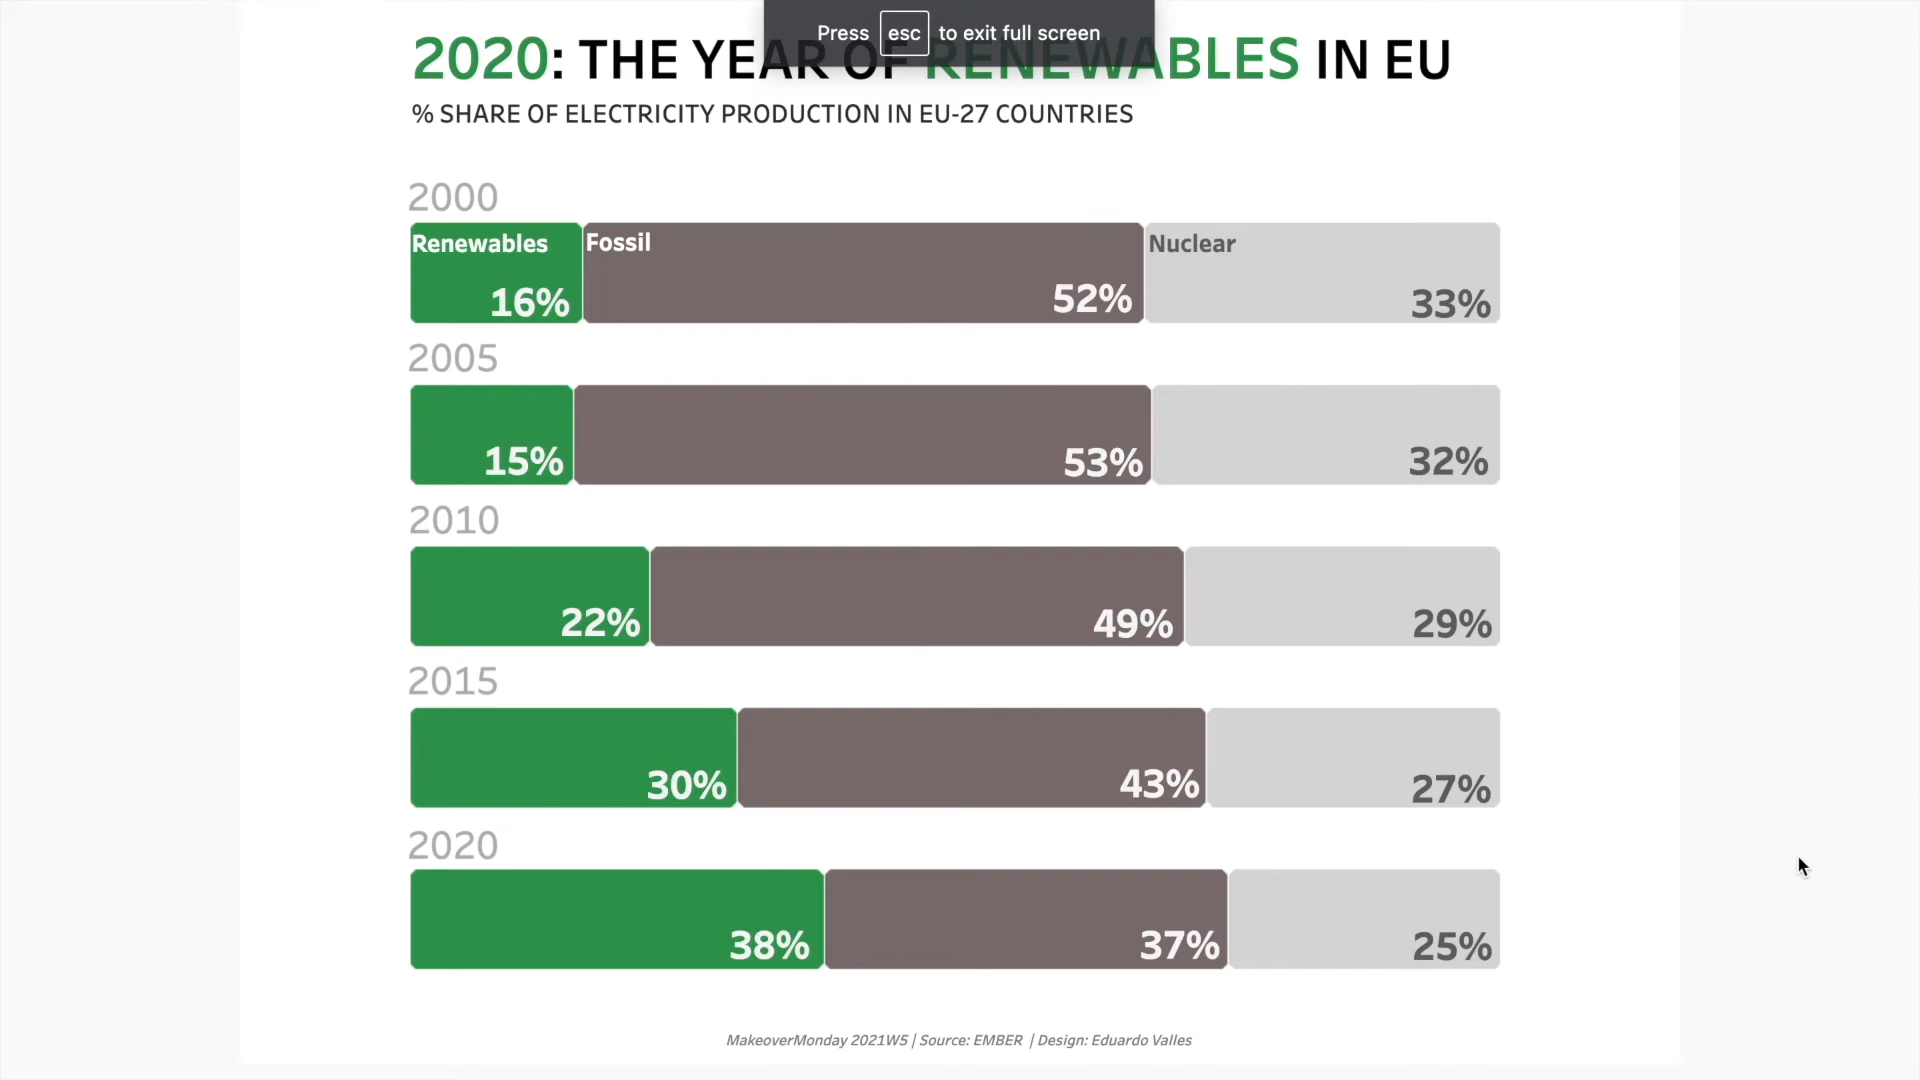 Press esc to exit full screen
2020: THE YEAR OF RENEWABLES IN EU
% SHARE OF ELECTRICITY PRODUCTION IN EU-27 COUNTRIES
2000
Renewables Fossil Nuclear
16% 52% 33%
2005
15% 53% 32%
2010
22% 49% 29%
2015
30% 43% 27%
2020
38% 37% 25%
MakeoverMonday 2021W5 | Source: EMBER | Design: Eduardo Valles